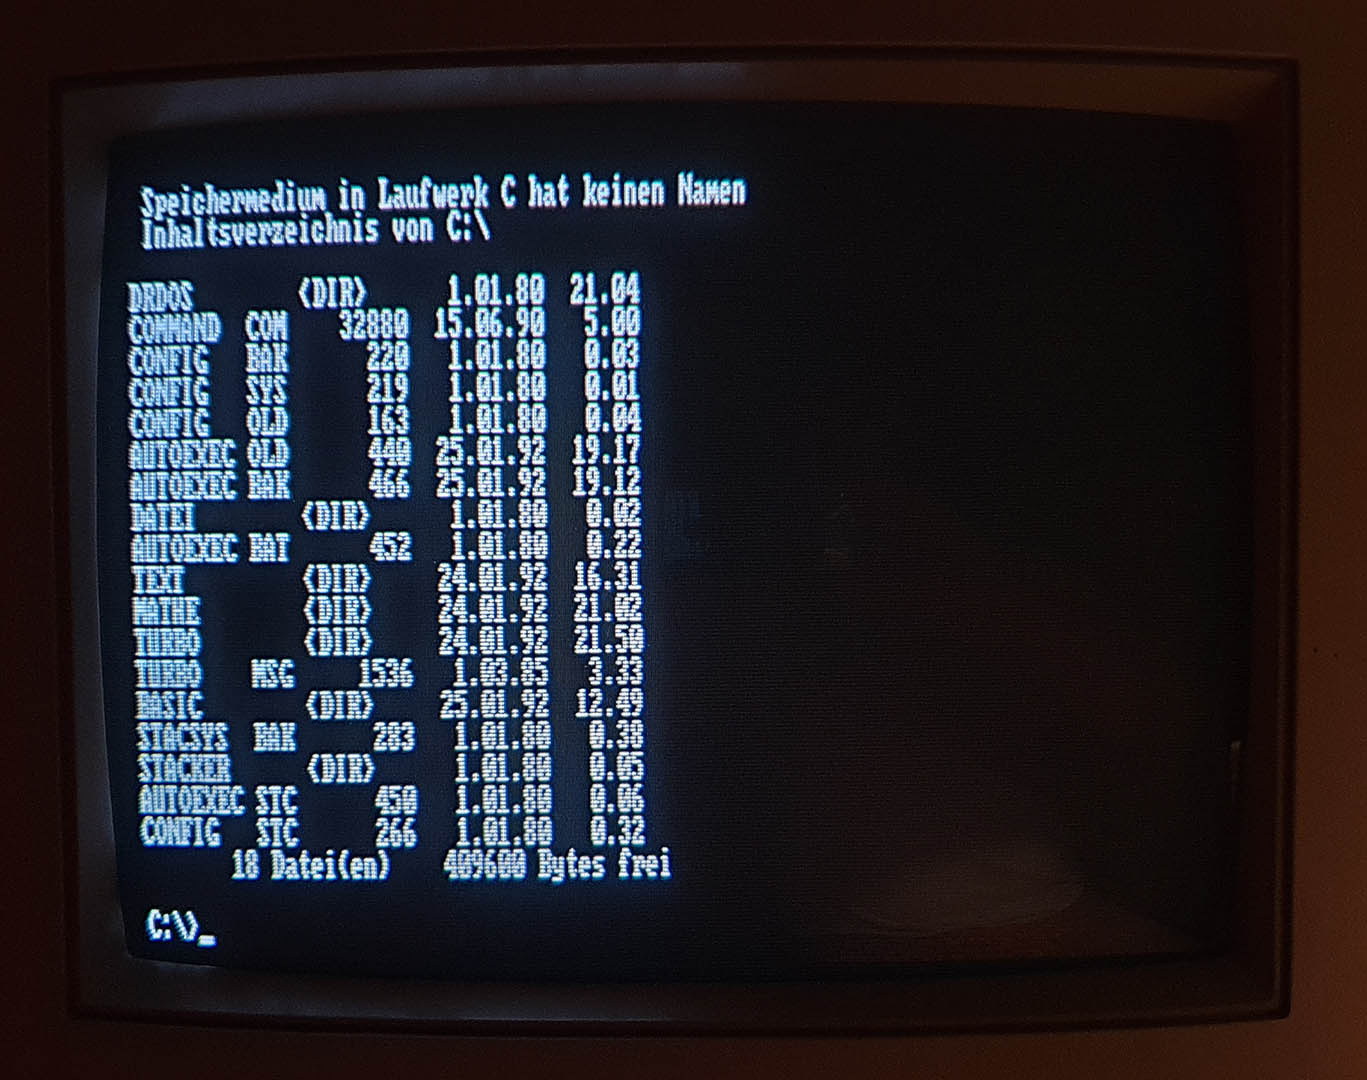 Speichermedium in Laufwerk C hat keinen Namen
Inhaltsverzeichnis von C:\
DRDOS <DIR> 1.01.80 21.04
COMMAND COM 32880 15.06.90 5.00
CONFIG BAK 220 1.01.80 0.03
CONFIG SYS 219 1.01.80 0.01
CONFIG OLD 163 1.01.80 0.04
AUTOEXEC OLD 440 25.01.92 19.17
AUTOEXEC BAK 466 25.01.92 19.12
DATEI <DIR> 1.01.80 0.02
AUTOEXEC BAT 452 1.01.80 0.22
TEXT <DIR> 24.01.92 16.31
MATHE <DIR> 24.01.92 21.02
TURBO <DIR> 24.01.92 21.50
TURBO MSG 1536 1.03.85 3.33
BASIC <DIR> 25.01.92 12.49
STACSYS BAK 283 1.01.80 0.38
STACKER <DIR> 1.01.80 0.05
AUTOEXEC STC 450 1.01.80 0.06
CONFIG STC 266 1.01.80 0.32
18 Datei(en) 409600 Bytes frei
C:\>_